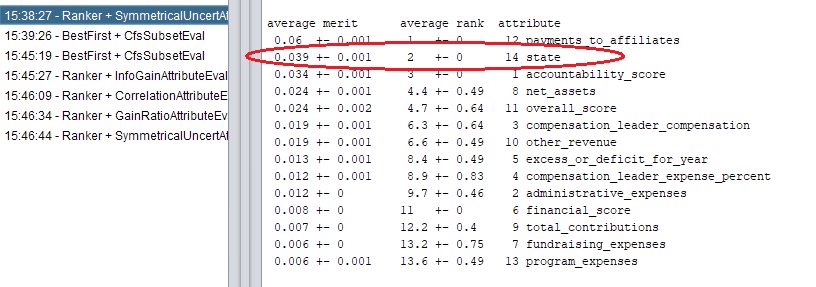 15:38:27 - Ranker + SymmetricalUncertAt
15:39:26 - BestFirst + CfsSubsetEval
15:45:19 - BestFirst + CfsSubsetEval
15:45:27 - Ranker + InfoGainAttributeEval
15:46:09 - Ranker + CorrelationAttributeE
15:46:34 - Ranker + GainRatioAttributeEv
15:46:44 - Ranker + SymmetricalUncertAt
average merit average rank attribute
0.06 +- 0.001 1 +- 0 12 payments_to_affiliates
0.039 +- 0.001 2 +- 0 14 state
0.034 +- 0.001 3 +- 0 1 accountability_score
0.024 +- 0.001 4.4 +- 0.49 8 net_assets
0.024 +- 0.002 4.7 +- 0.64 11 overall_score
0.019 +- 0.001 6.3 +- 0.64 3 compensation_leader_compensation
0.019 +- 0.001 6.6 +- 0.49 10 other_revenue
0.013 +- 0.001 8.4 +- 0.49 5 excess_or_deficit_for_year
0.012 +- 0.001 8.9 +- 0.83 4 compensation_leader_expense_percent
0.012 +- 0 9.7 +- 0.46 2 administrative_expenses
0.008 +- 0 11 +- 0 6 financial_score
0.007 +- 0 12.2 +- 0.4 9 total_contributions
0.006 +- 0 13.2 +- 0.75 7 fundraising_expenses
0.006 +- 0.001 13.6 +- 0.49 13 program_expenses